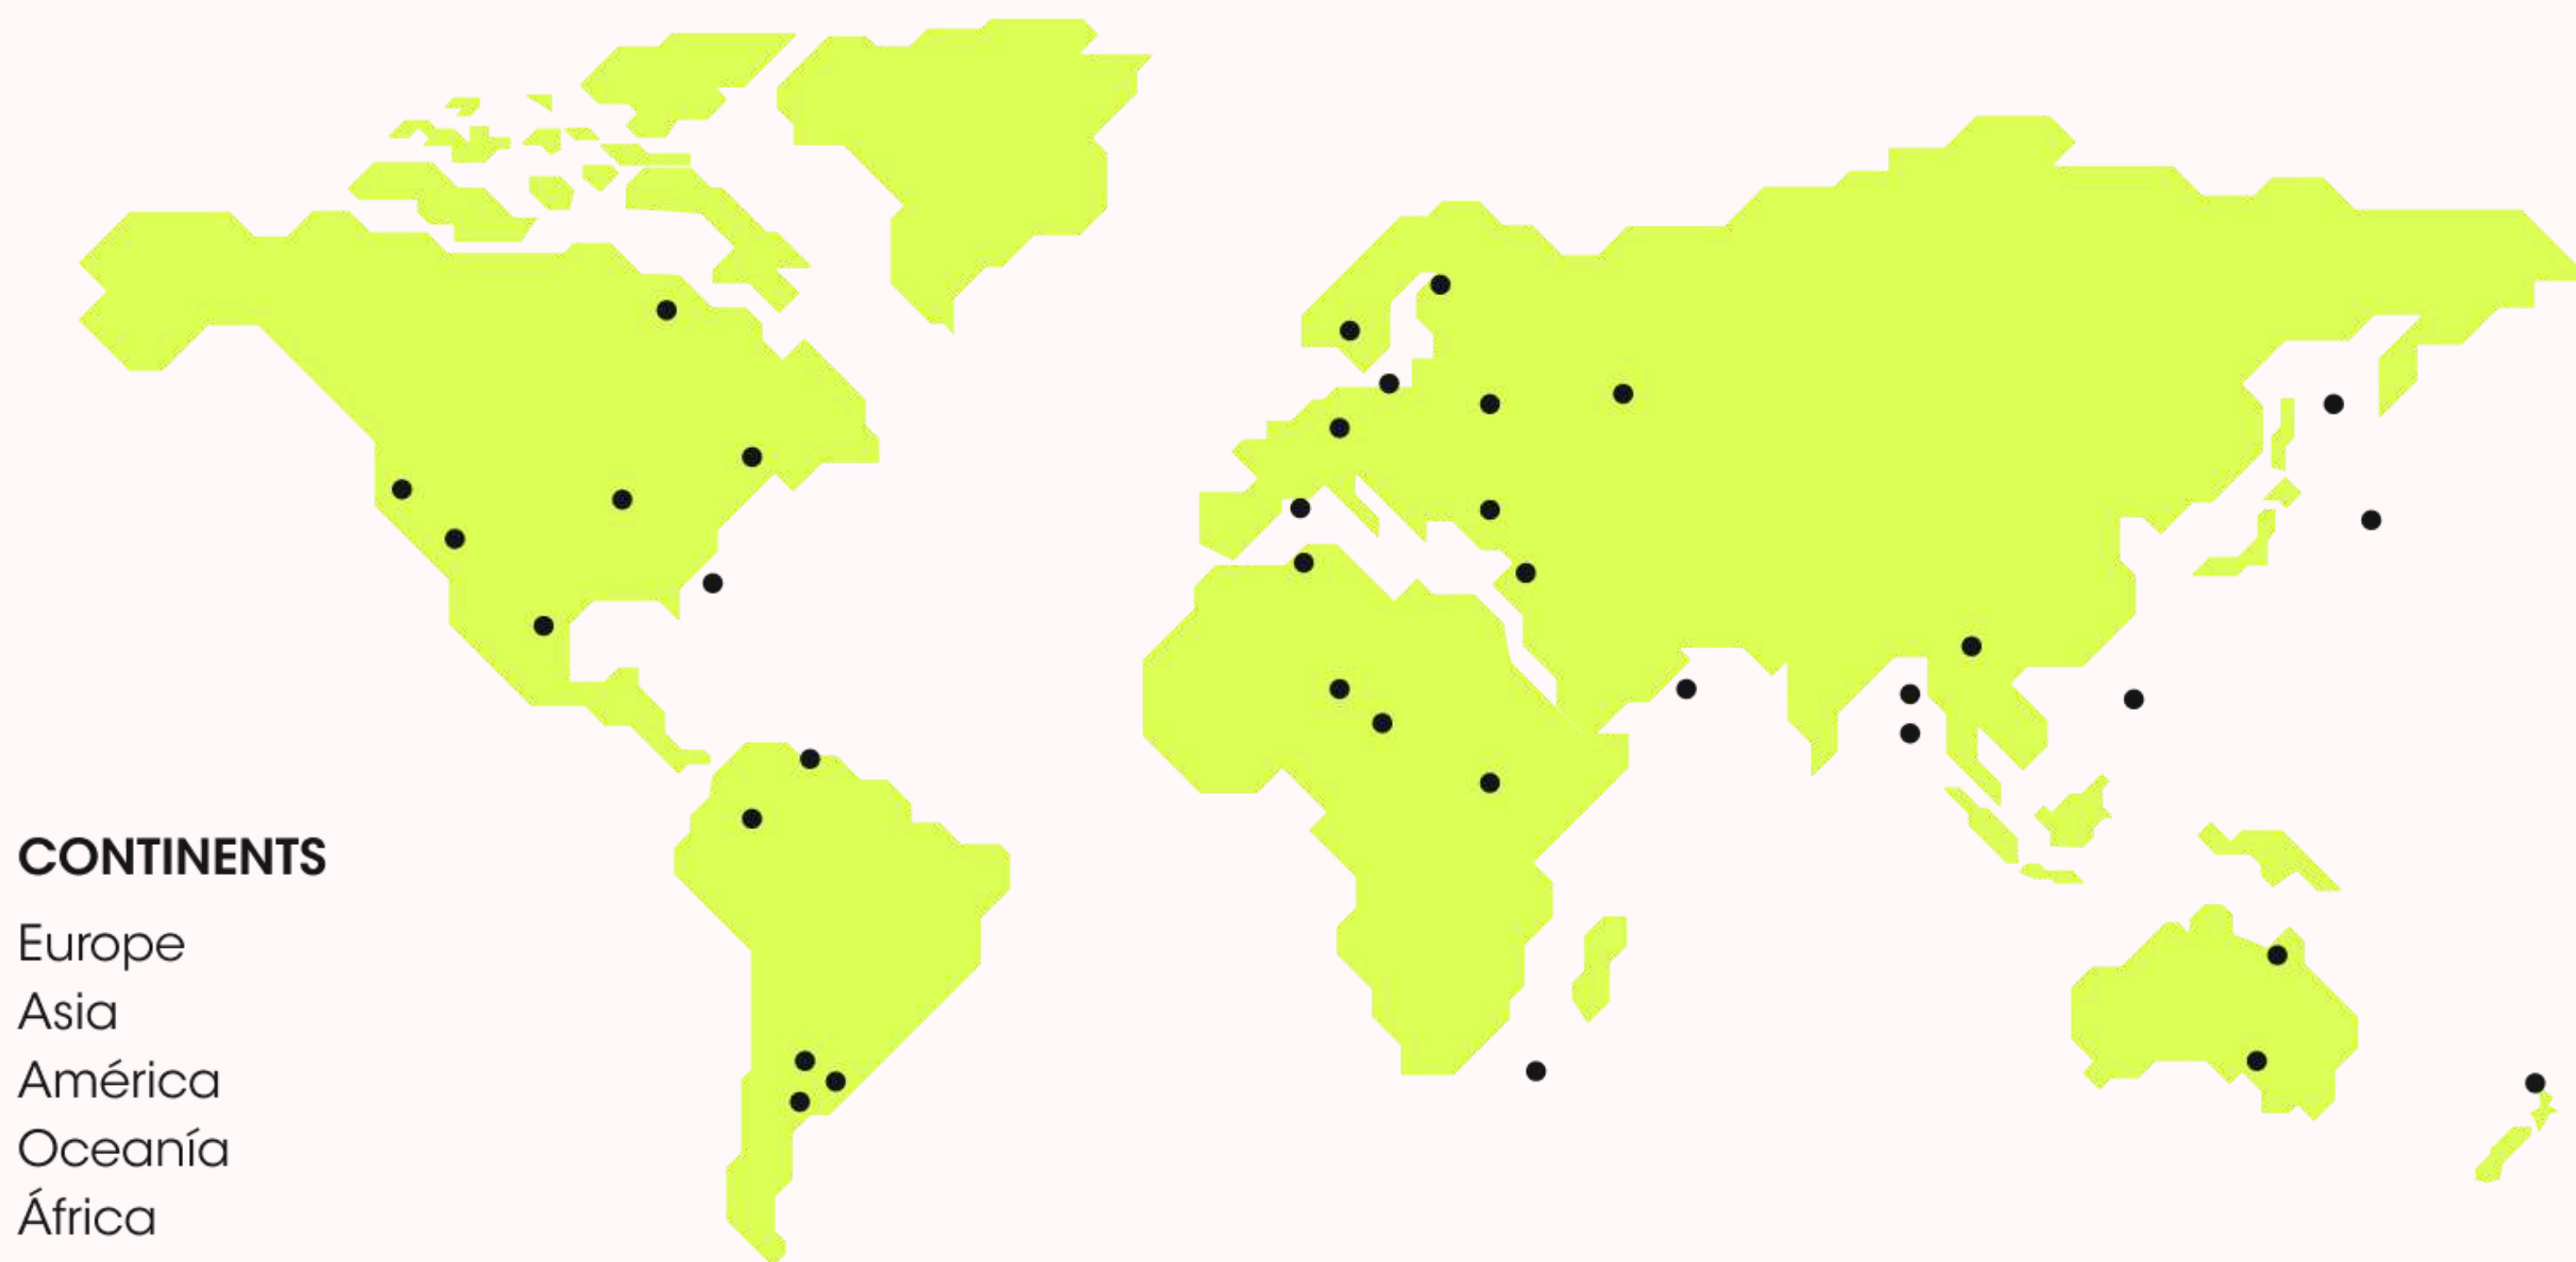 CONTINENTS
Europe
Asia
América
Oceanía
África